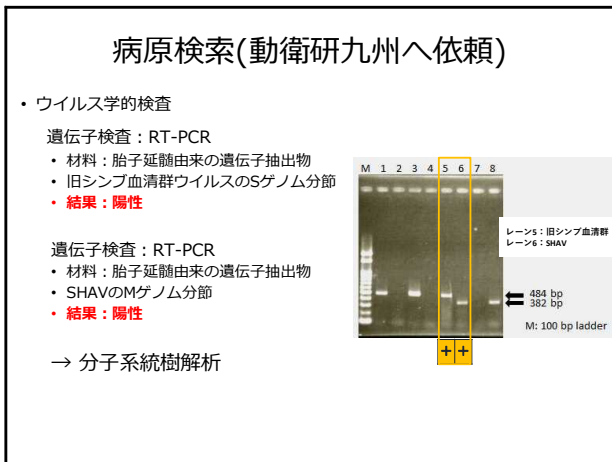 病原検索(動衛研九州へ依頼)
• ウイルス学的検査
遺伝子検査：RT-PCR
• 材料：胎子延髄由来の遺伝子抽出物
• 旧シンブ血清群ウイルスのSゲノム分節
• 結果：陽性
遺伝子検査：RT-PCR
• 材料：胎子延髄由来の遺伝子抽出物
• SHAVのMゲノム分節
• 結果：陽性
→ 分子系統樹解析
M 1 2 3 4 5 6 7 8
レーン5：旧シンブ血清群
レーン6：SHAV
484 bp
382 bp
M: 100 bp ladder
+ +